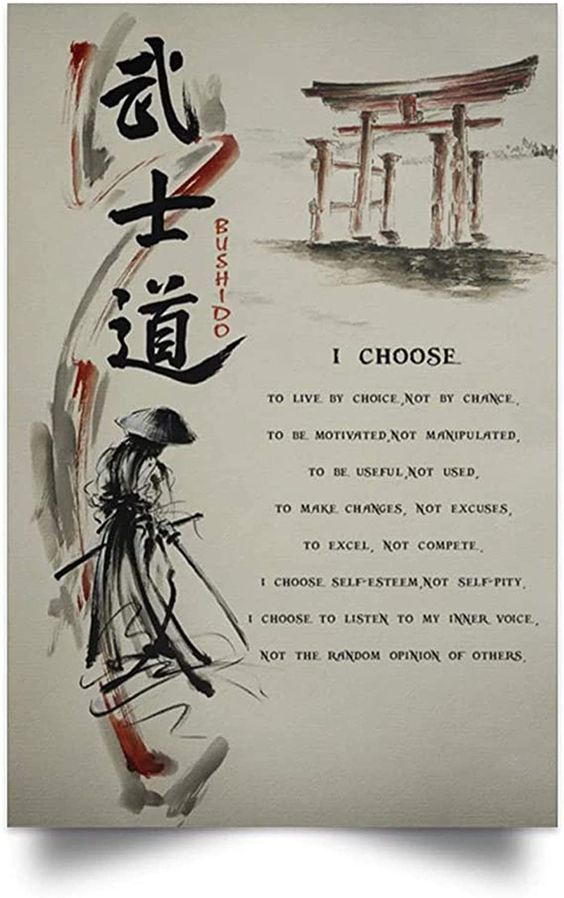 武士道
BUSHIDO
I CHOOSE
TO LIVE BY CHOICE,NOT BY CHANCE,
TO BE MOTIVATED,NOT MANIPULATED,
TO BE USEFUL,NOT USED,
TO MAKE CHANGES, NOT EXCUSES,
TO EXCEL, NOT COMPETE,
I CHOOSE SELF-ESTEEM,NOT SELF-PITY,
I CHOOSE TO LISTEN TO MY INNER VOICE,
NOT THE RANDOM OPINION OF OTHERS,